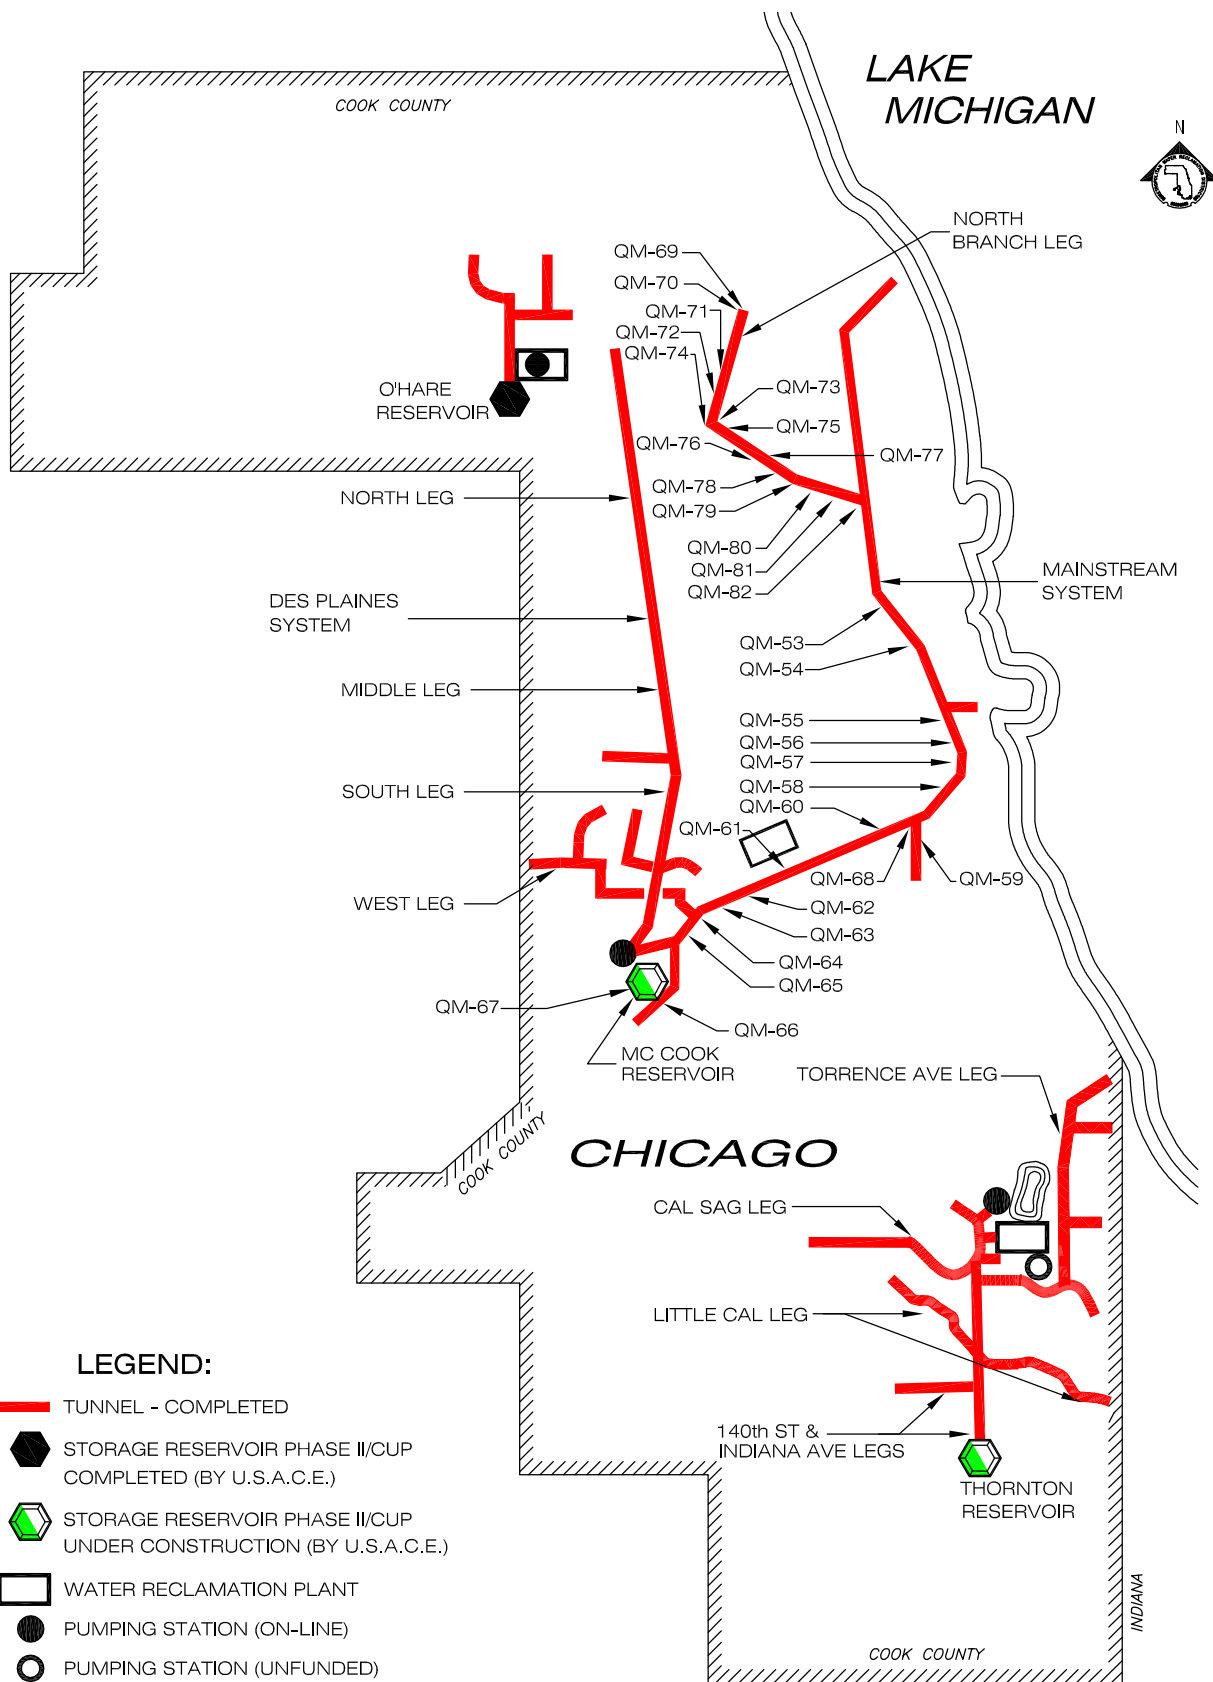 LAKE
MICHIGAN
COOK COUNTY
N
NORTH
BRANCH LEG
QM-69
QM-70
QM-71
QM-72
QM-74
QM-73
QM-75
QM-76
QM-77
QM-78
QM-79
QM-80
QM-81
QM-82
O'HARE
RESERVOIR
NORTH LEG
DES PLAINES
SYSTEM
MAINSTREAM
SYSTEM
MIDDLE LEG
SOUTH LEG
WEST LEG
QM-53
QM-54
QM-55
QM-56
QM-57
QM-58
QM-60
QM-61
QM-68
QM-59
QM-62
QM-63
QM-64
QM-65
QM-67
QM-66
MC COOK
RESERVOIR
TORRENCE AVE LEG
COOK COUNTY
CHICAGO
CAL SAG LEG
LITTLE CAL LEG
140th ST &
INDIANA AVE LEGS
THORNTON
RESERVOIR
INDIANA
COOK COUNTY
LEGEND:
TUNNEL - COMPLETED
STORAGE RESERVOIR PHASE II/CUP
COMPLETED (BY U.S.A.C.E.)
STORAGE RESERVOIR PHASE II/CUP
UNDER CONSTRUCTION (BY U.S.A.C.E.)
WATER RECLAMATION PLANT
PUMPING STATION (ON-LINE)
PUMPING STATION (UNFUNDED)